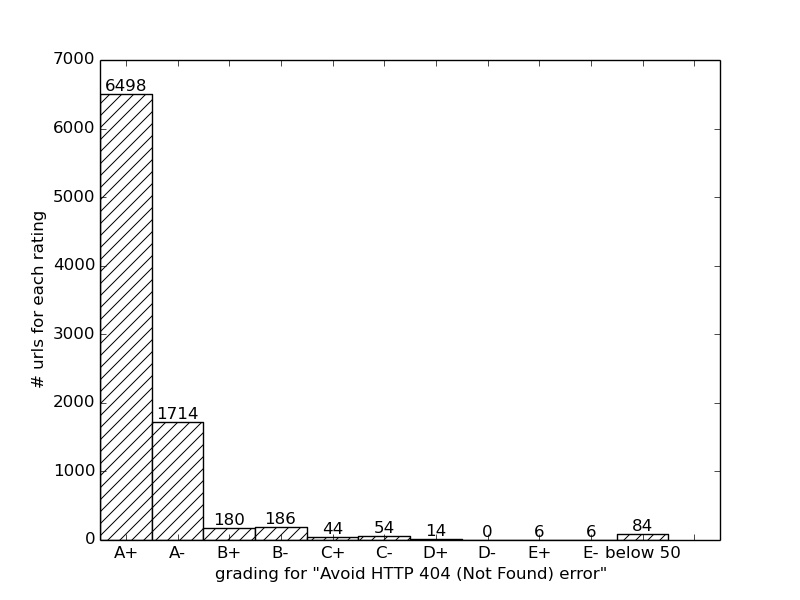 7000
6498
6000
5000
4000
3000
2000
1714
1000
180 186 44 54 14 0 6 6 84
0
A+ A- B+ B- C+ C- D+ D- E+ E- below 50
grading for "Avoid HTTP 404 (Not Found) error"
# urls for each rating